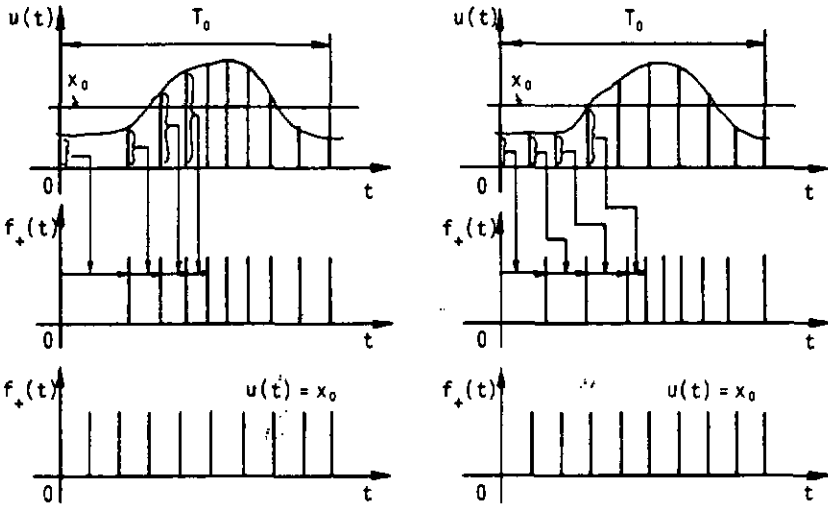 u(t)
T₀
x₀
0
t
f₊(t)
0
t
f₊(t)
u(t) = x₀
0
t
u(t)
T₀
x₀
0
t
f₊(t)
0
t
f₊(t)
u(t) = x₀
0
t